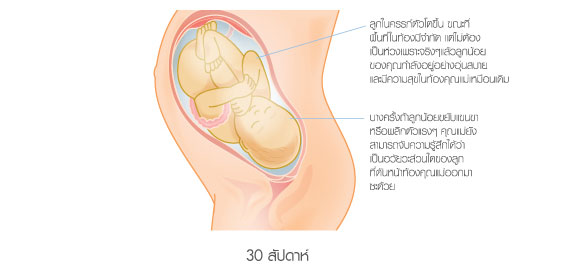 ลูกในครรภ์ตัวโตขึ้น ขณะที่
พื้นที่ในท้องมีจำกัด แต่ไม่ต้อง
เป็นห่วงเพราะจริงๆแล้วลูกน้อย
ของคุณกำลังอยู่อย่างอุ่นสบาย
และมีความสุขในท้องคุณแม่เหมือนเดิม
บางครั้งถ้าลูกน้อยขยับแขนขา
หรือพลิกตัวแรงๆ คุณแม่ยัง
สามารถจับความรู้สึกได้ว่า
เป็นอวัยวะส่วนใดของลูก
ที่ดันหน้าท้องคุณแม่ออกมา
ซะด้วย
30 สัปดาห์